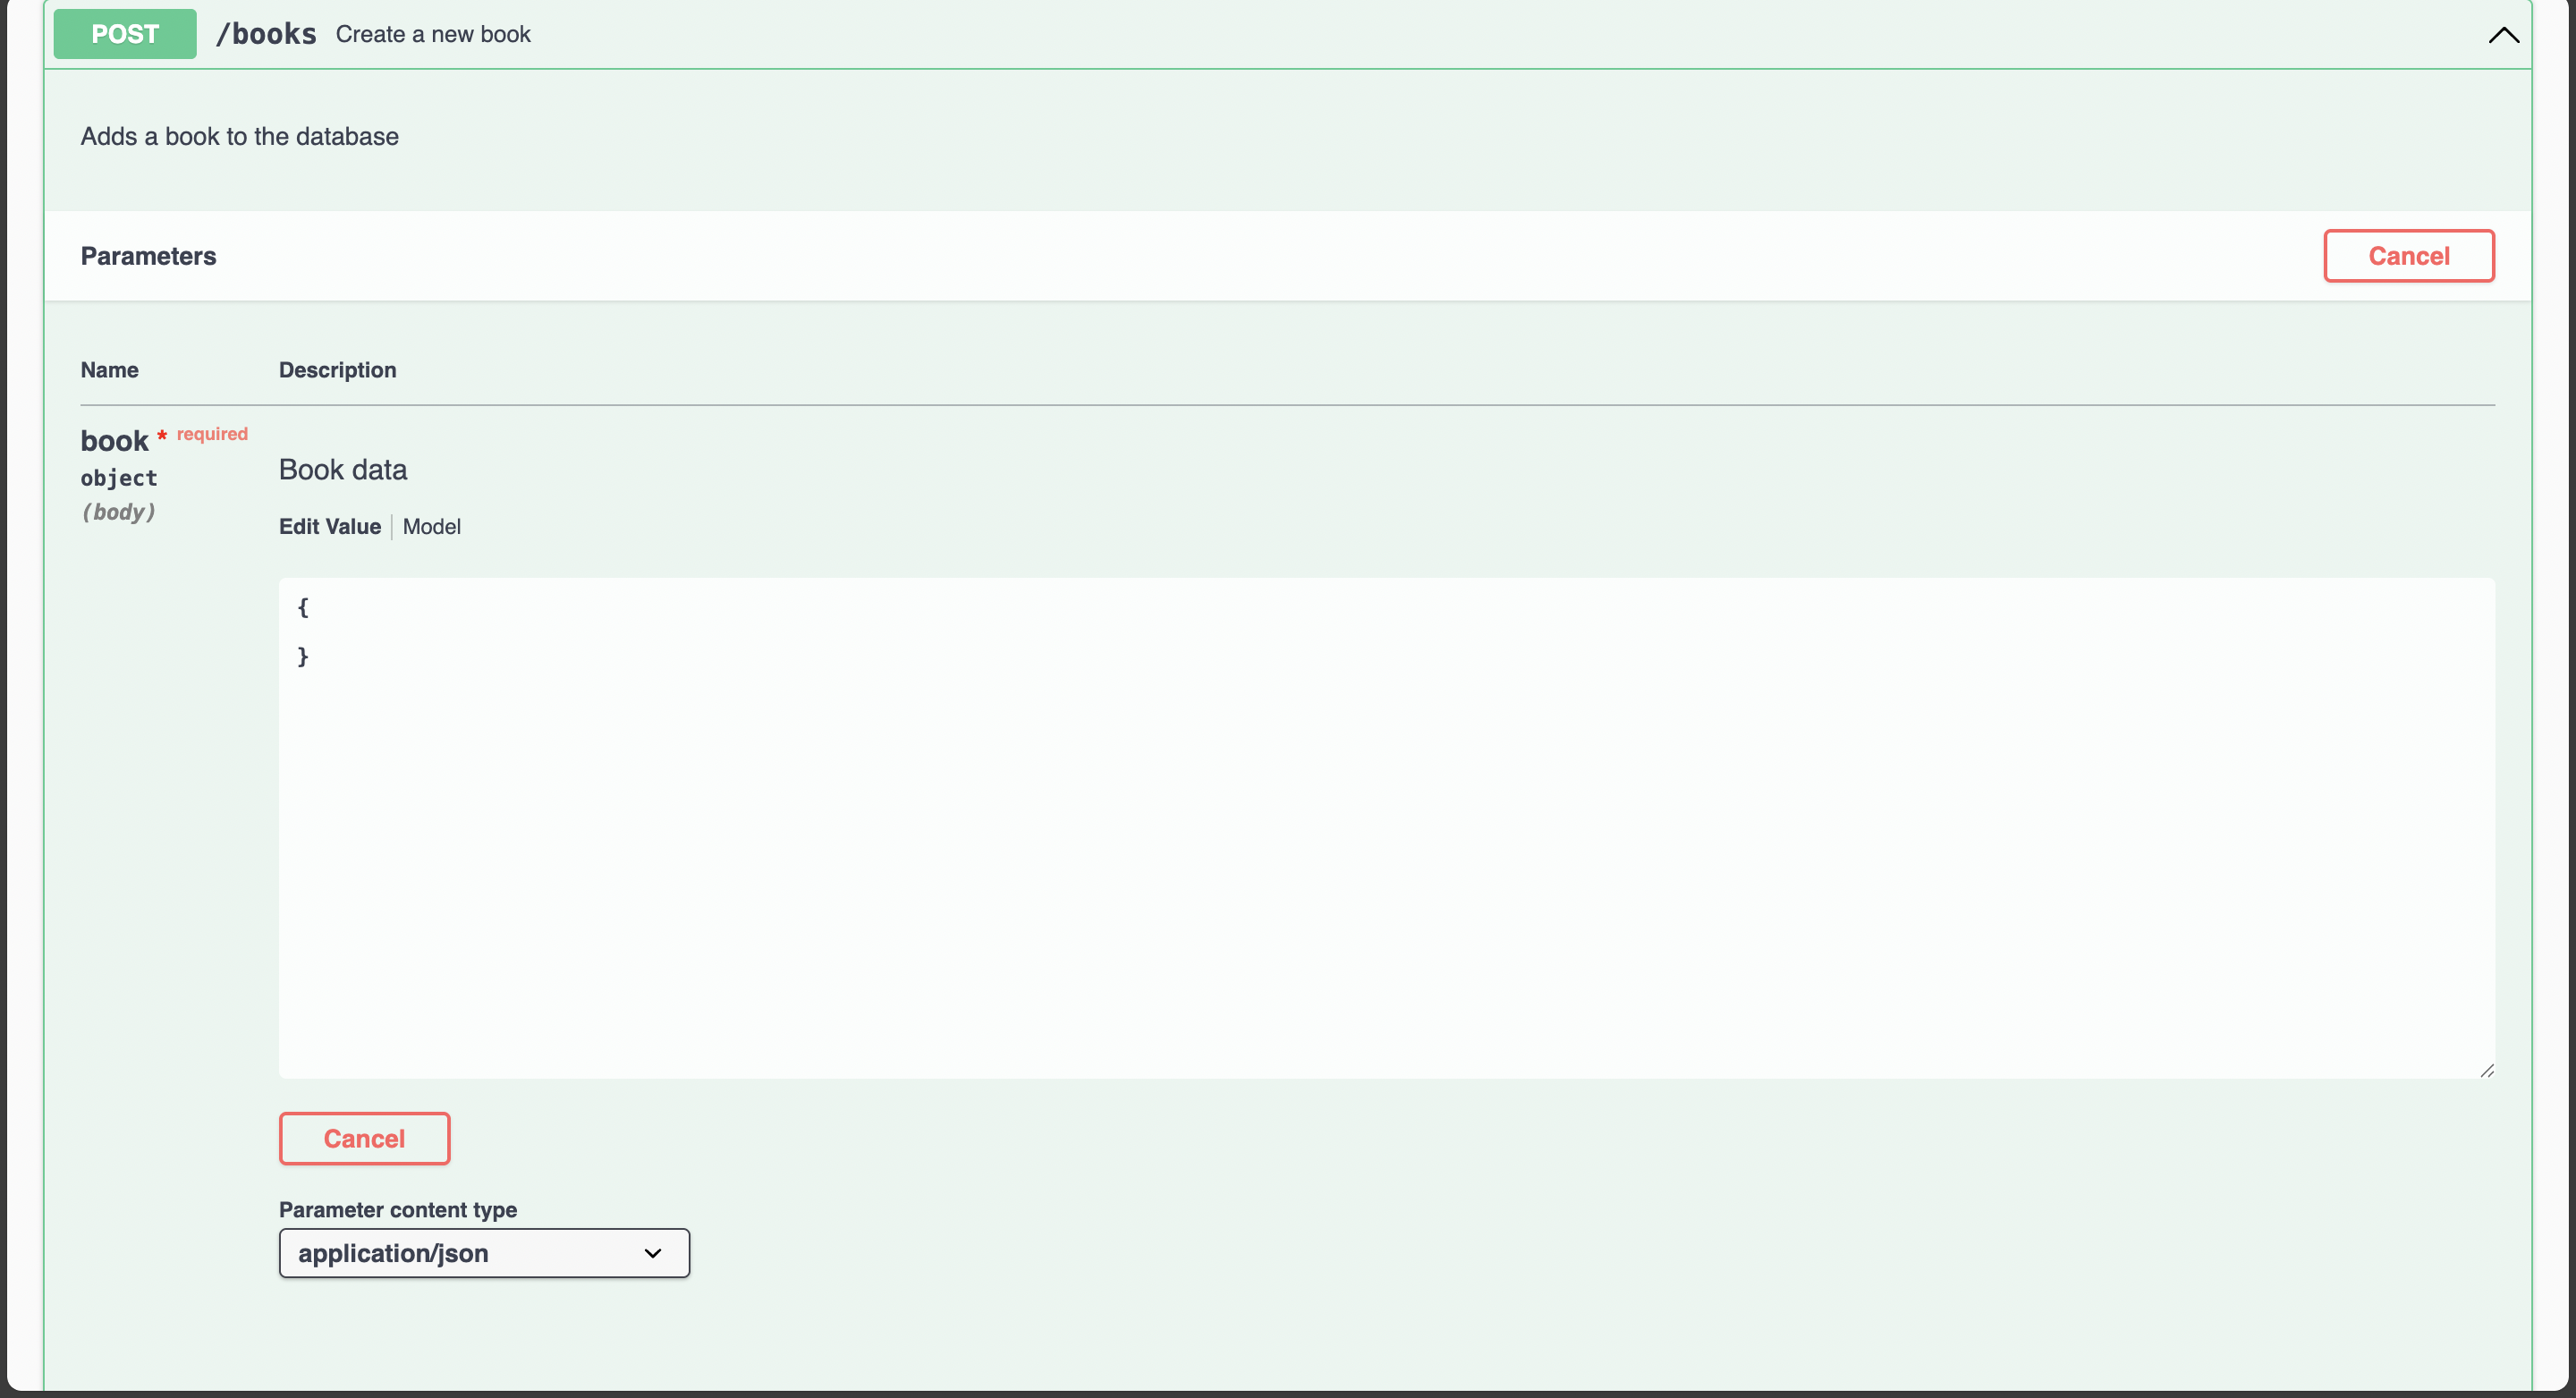 POST /books Create a new book
Adds a book to the database
Parameters
Cancel
Name Description
book * required
object
(body)
Book data
Edit Value | Model
{
}
Cancel
Parameter content type
application/json